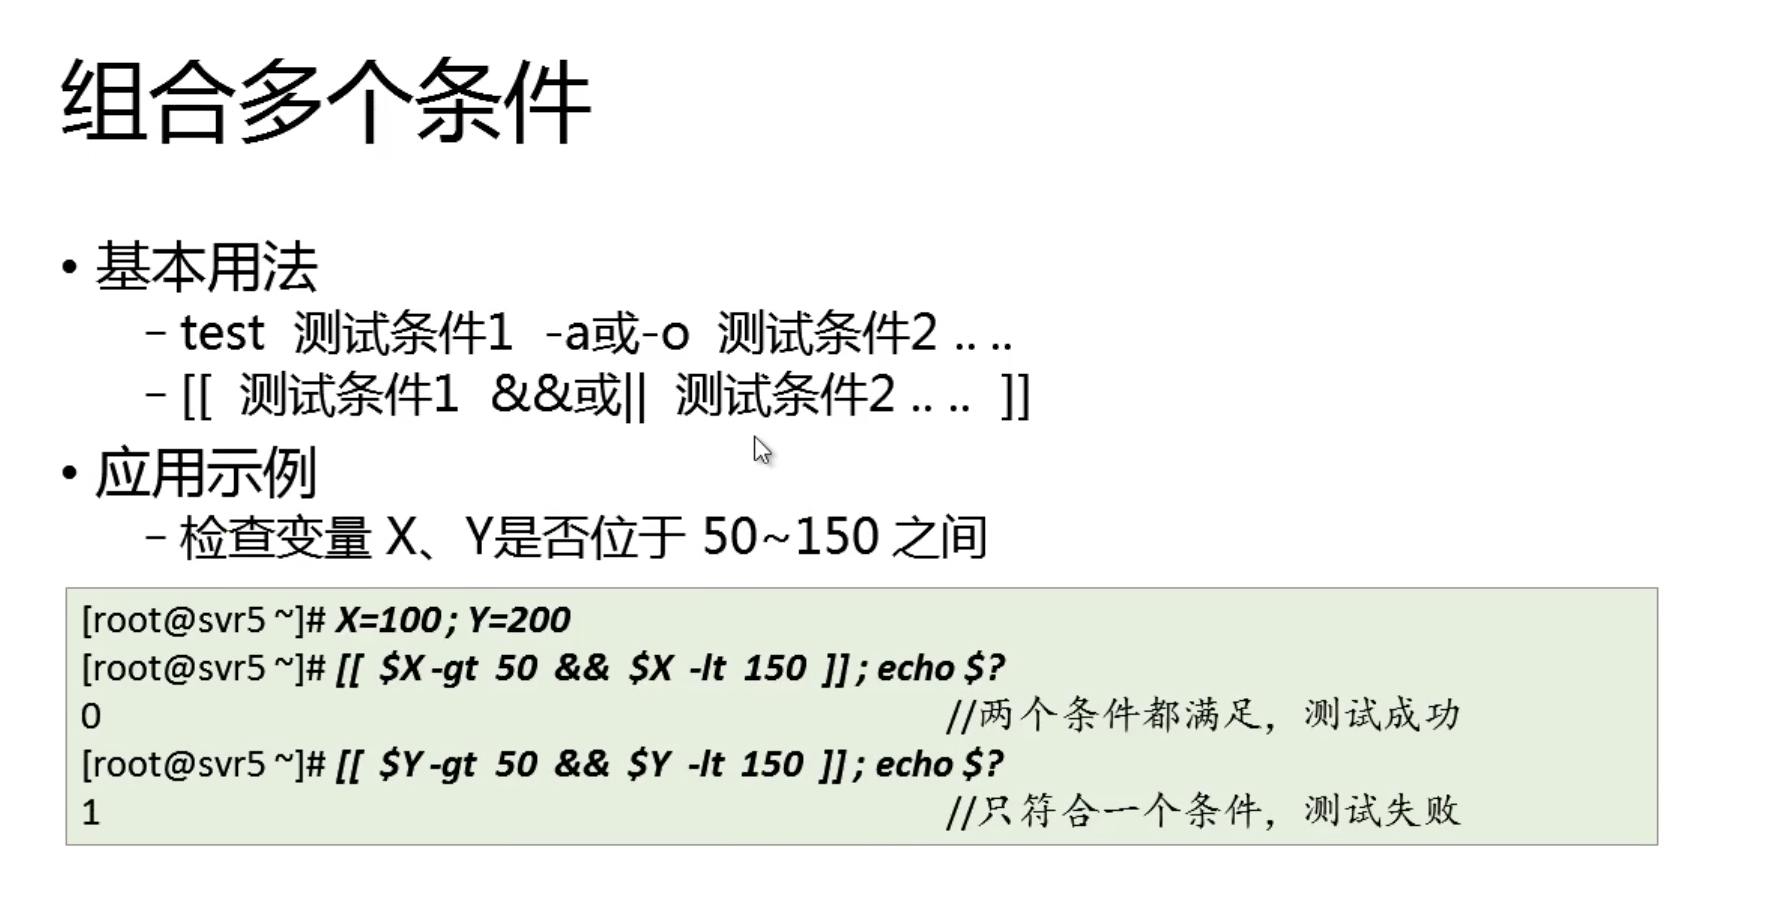 组合多个条件
• 基本用法
– test 测试条件1 -a或-o 测试条件2 .. ..
– [[ 测试条件1 &&或|| 测试条件2 .. .. ]]
• 应用示例
– 检查变量 X、Y是否位于 50~150 之间
[root@svr5 ~]# X=100 ; Y=200
[root@svr5 ~]# [[ $X -gt 50 && $X -lt 150 ]] ; echo $?
0 //两个条件都满足，测试成功
[root@svr5 ~]# [[ $Y -gt 50 && $Y -lt 150 ]] ; echo $?
1 //只符合一个条件，测试失败